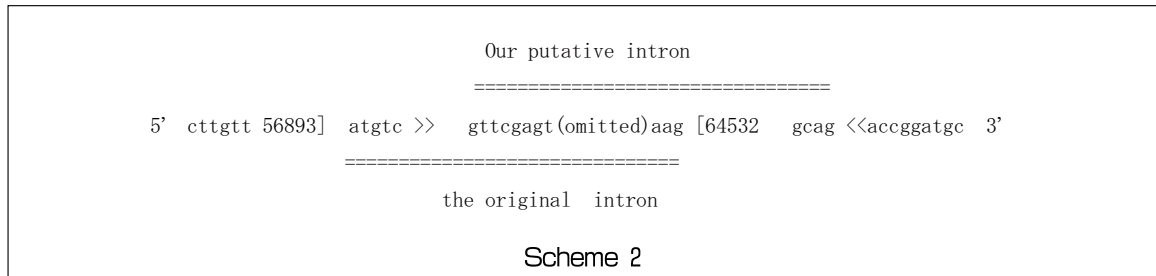 Our putative intron
=================================
5' cttgtt 56893] atgtc >> gttcgagt(omitted)aag [64532 gcag <<accggatgc 3'
===============================
the original intron
Scheme 2